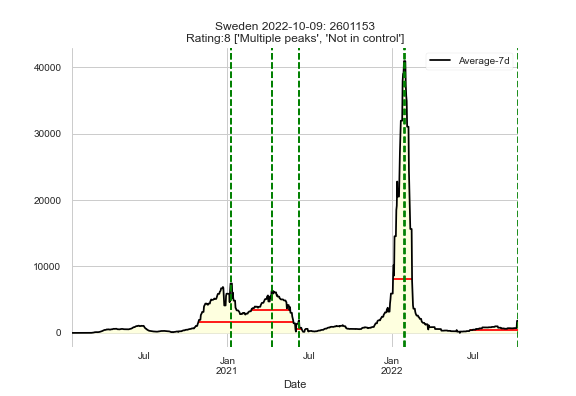 Sweden 2022-10-09: 2601153
Rating:8 ['Multiple peaks', 'Not in control']
Average-7d
40000
30000
20000
10000
0
Jul
Jan
2021
Jul
Jan
2022
Jul
Date